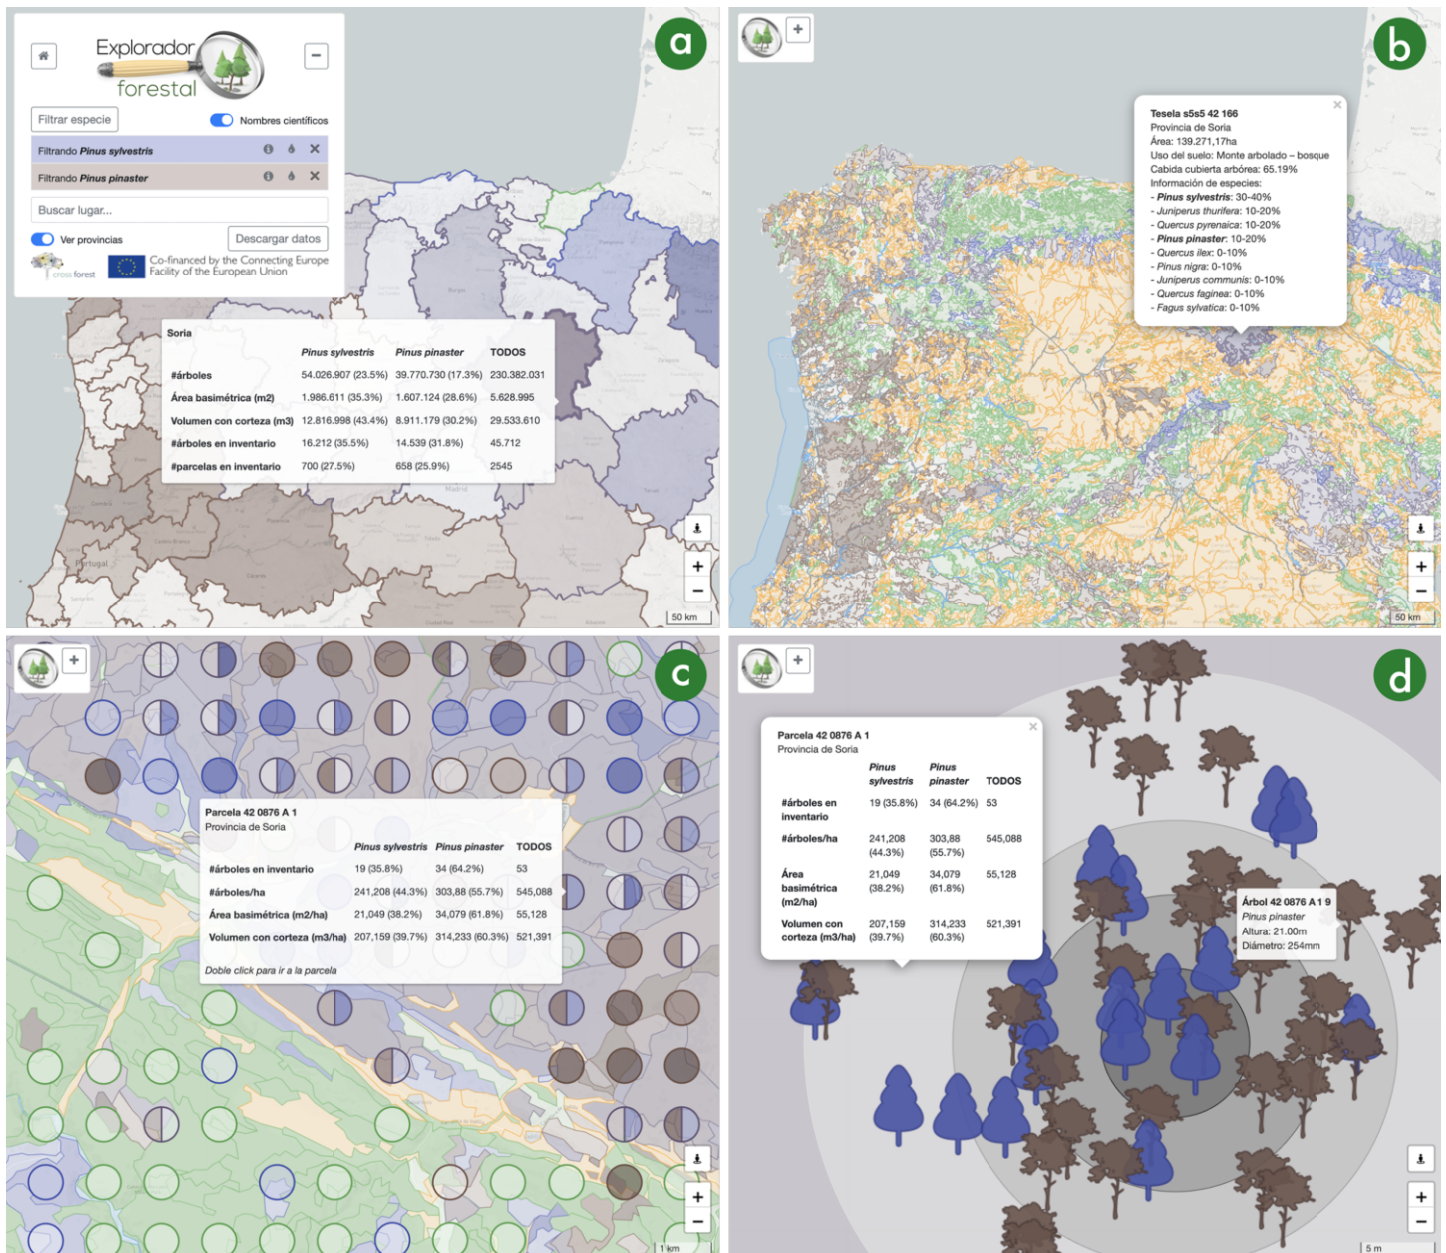 Explorador
forestal
Filtrar especie
Nombres científicos
Filtrando Pinus sylvestris
Filtrando Pinus pinaster
Buscar lugar...
Ver provincias
Descargar datos
cross forest
Co-financed by the Connecting Europe
Facility of the European Union
a
Soria
Pinus sylvestris Pinus pinaster TODOS
#árboles 54.026.907 (23.5%) 39.770.730 (17.3%) 230.382.031
Área basimétrica (m2) 1.986.611 (35.3%) 1.607.124 (28.6%) 5.628.995
Volumen con corteza (m3) 12.816.998 (43.4%) 8.911.179 (30.2%) 29.533.610
#árboles en inventario 16.212 (35.5%) 14.539 (31.8%) 45.712
#parcelas en inventario 700 (27.5%) 658 (25.9%) 2545
Madrid
Portugal
+
−
50 km
+
b
Tesela s5s5 42 166
Provincia de Soria
Área: 139.271,17ha
Uso del suelo: Monte arbolado – bosque
Cabida cubierta arbórea: 65.19%
Información de especies:
- Pinus sylvestris: 30-40%
- Juniperus thurifera: 10-20%
- Quercus pyrenaica: 10-20%
- Pinus pinaster: 10-20%
- Quercus ilex: 0-10%
- Pinus nigra: 0-10%
- Juniperus communis: 0-10%
- Quercus faginea: 0-10%
- Fagus sylvatica: 0-10%
+
−
50 km
+
c
Parcela 42 0876 A 1
Provincia de Soria
Pinus sylvestris Pinus pinaster TODOS
#árboles en inventario 19 (35.8%) 34 (64.2%) 53
#árboles/ha 241,208 (44.3%) 303,88 (55.7%) 545,088
Área basimétrica (m2/ha) 21,049 (38.2%) 34,079 (61.8%) 55,128
Volumen con corteza (m3/ha) 207,159 (39.7%) 314,233 (60.3%) 521,391
Doble click para ir a la parcela
+
−
1 km
+
d
Parcela 42 0876 A 1
Provincia de Soria
Pinus Pinus
sylvestris pinaster TODOS
#árboles en 19 (35.8%) 34 (64.2%) 53
inventario
#árboles/ha 241,208 303,88 545,088
(44.3%) (55.7%)
Área 21,049 34,079 55,128
basimétrica (38.2%) (61.8%)
(m2/ha)
Volumen con 207,159 314,233 521,391
corteza (m3/ha) (39.7%) (60.3%)
Árbol 42 0876 A 1 9
Pinus pinaster
Altura: 21.00m
Diámetro: 254mm
+
−
5 m